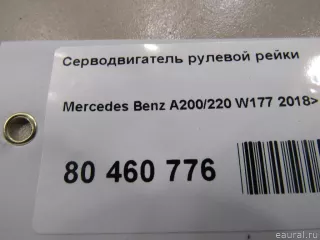 Серводвигатель рулевой рейки
Mercedes Benz A200/220 W177 2018>
80 460 776
eaural.ru